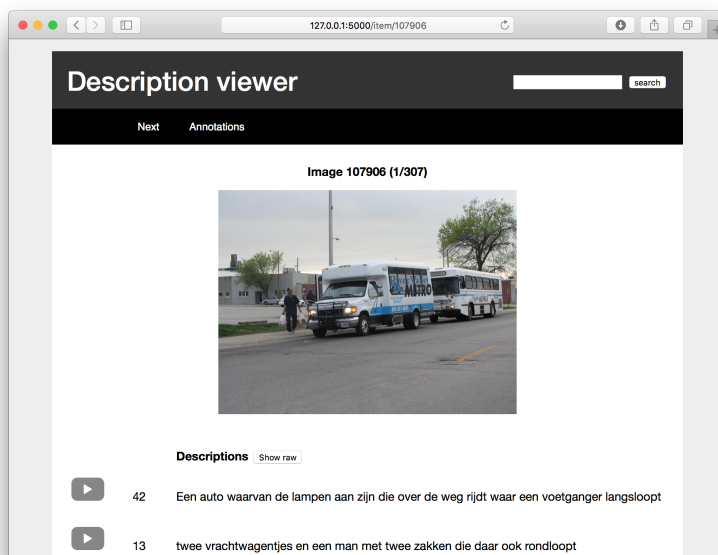 127.0.0.1:5000/item/107906
Description viewer
search
Next Annotations
Image 107906 (1/307)
METRO
Descriptions Show raw
42 Een auto waarvan de lampen aan zijn die over de weg rijdt waar een voetganger langsloopt
13 twee vrachtwagentjes en een man met twee zakken die daar ook rondloopt